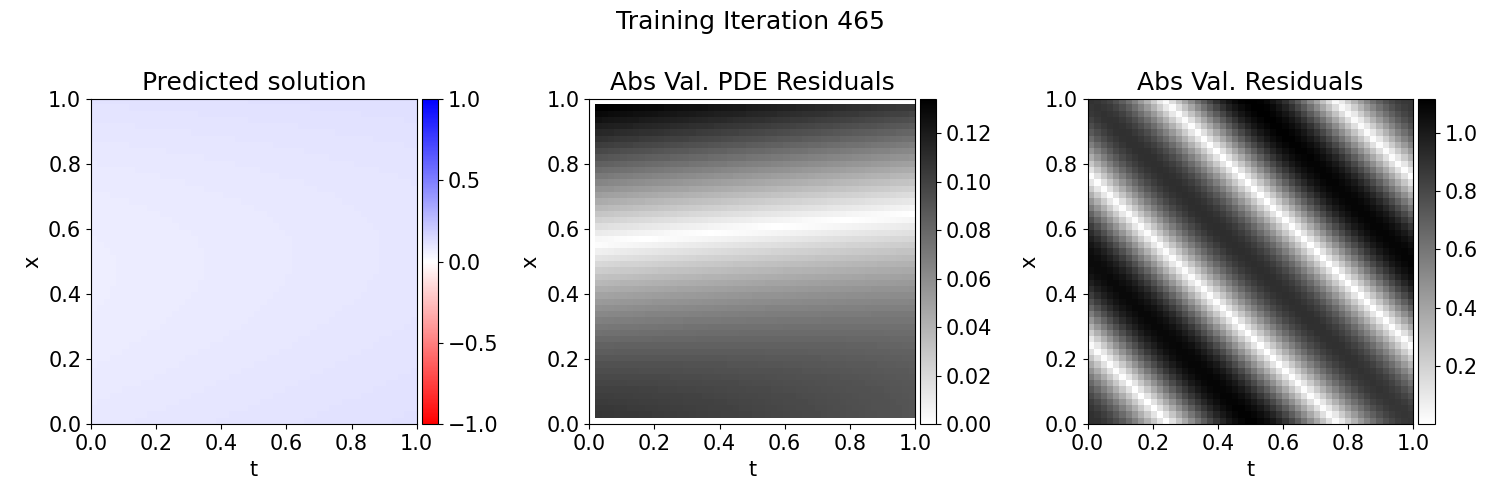 Training Iteration 465
Predicted solution
Abs Val. PDE Residuals
Abs Val. Residuals
1.0
0.8
0.6
0.4
0.2
0.0
x
0.0 0.2 0.4 0.6 0.8 1.0
t
1.0
0.5
0.0
−0.5
−1.0
1.0
0.8
0.6
0.4
0.2
0.0
x
0.0 0.2 0.4 0.6 0.8 1.0
t
0.12
0.10
0.08
0.06
0.04
0.02
0.00
1.0
0.8
0.6
0.4
0.2
0.0
x
0.0 0.2 0.4 0.6 0.8 1.0
t
1.0
0.8
0.6
0.4
0.2